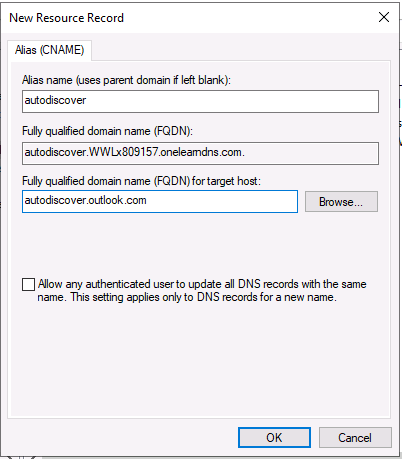 New Resource Record
Alias (CNAME)
Alias name (uses parent domain if left blank):
autodiscover
Fully qualified domain name (FQDN):
autodiscover.WWLx809157.onelearndns.com.
Fully qualified domain name (FQDN) for target host:
autodiscover.outlook.com
Browse...
Allow any authenticated user to update all DNS records with the same
name. This setting applies only to DNS records for a new name.
OK
Cancel